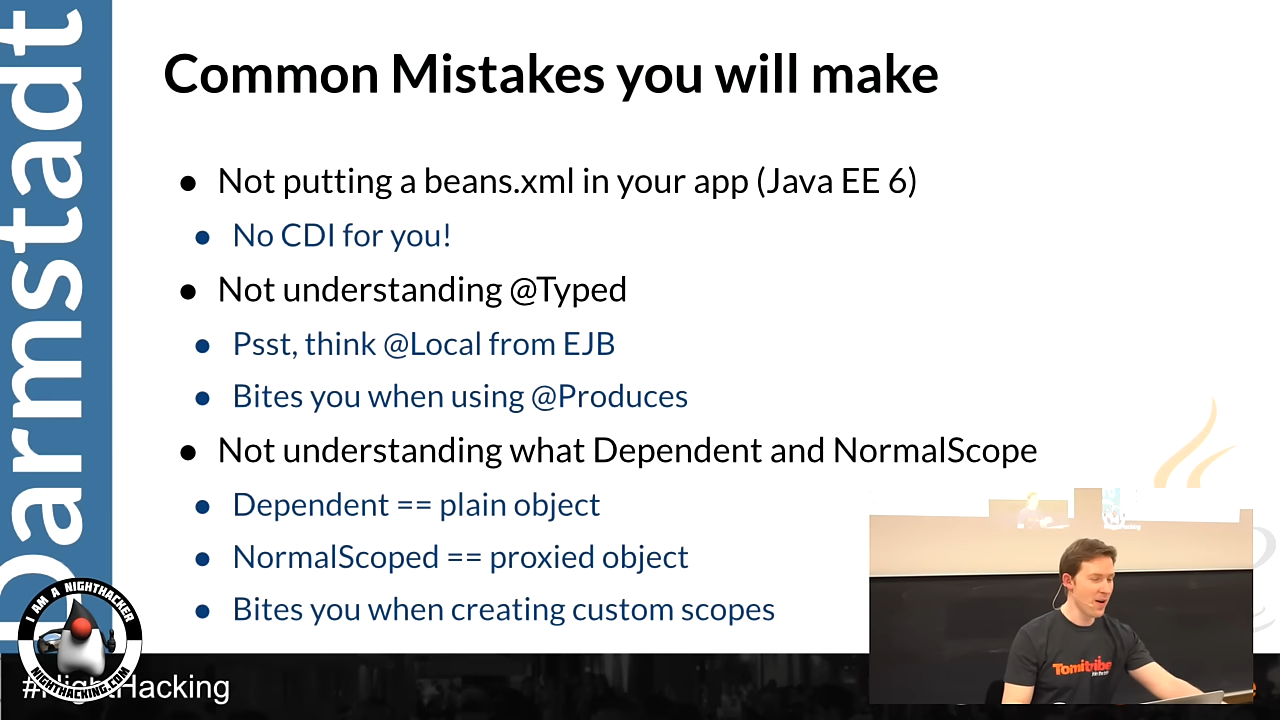 Common Mistakes you will make
● Not putting a beans.xml in your app (Java EE 6)
● No CDI for you!
● Not understanding @Typed
● Psst, think @Local from EJB
● Bites you when using @Produces
● Not understanding what Dependent and NormalScope
● Dependent == plain object
● NormalScoped == proxied object
● Bites you when creating custom scopes
Darmstadt
I AM A NIGHTHACKER
NIGHTHACKING.COM
#NightHacking
Tomitribe